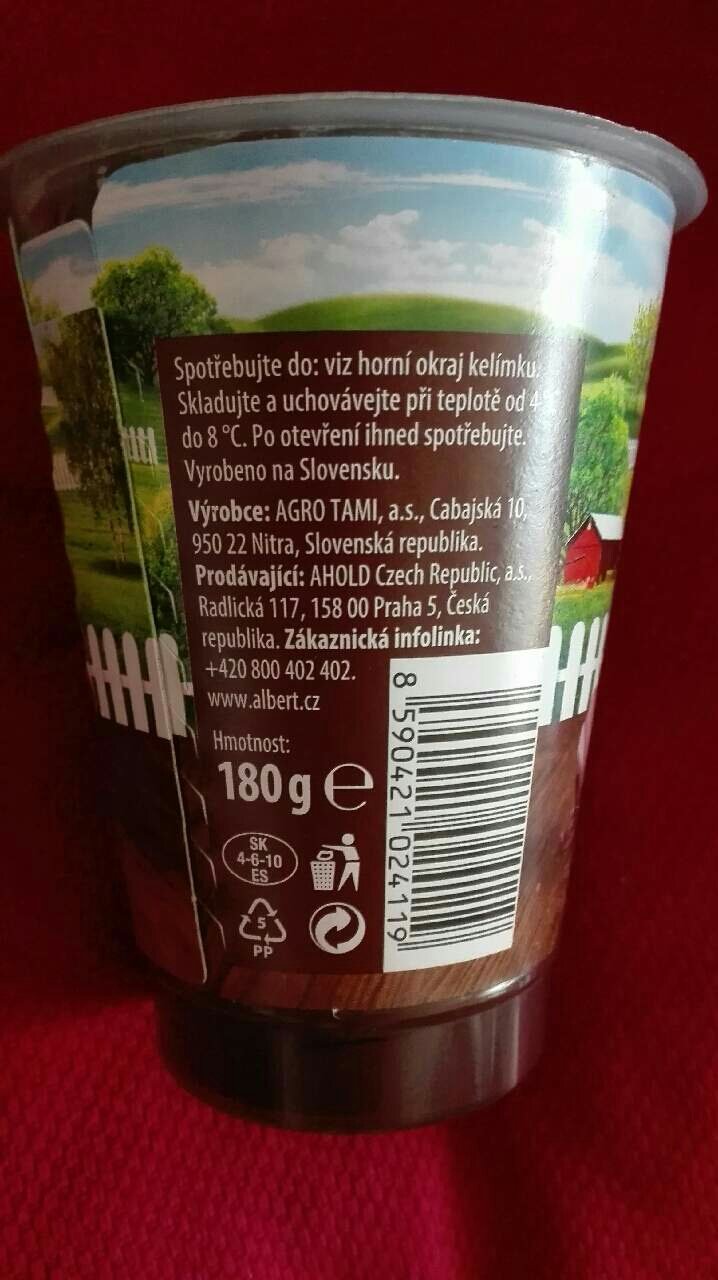 Spotřebujte do: viz horní okraj kelímku.
Skladujte a uchovávejte při teplotě od 4
do 8 °C. Po otevření ihned spotřebujte.
Vyrobeno na Slovensku.
Výrobce: AGRO TAMI, a.s., Cabajská 10,
950 22 Nitra, Slovenská republika.
Prodávající: AHOLD Czech Republic, a.s.,
Radlická 117, 158 00 Praha 5, Česká
republika. Zákaznická infolinka:
+420 800 402 402.
www.albert.cz
Hmotnost:
180 g ℮
SK
4-6-10
ES
5
PP
8 590421 024119